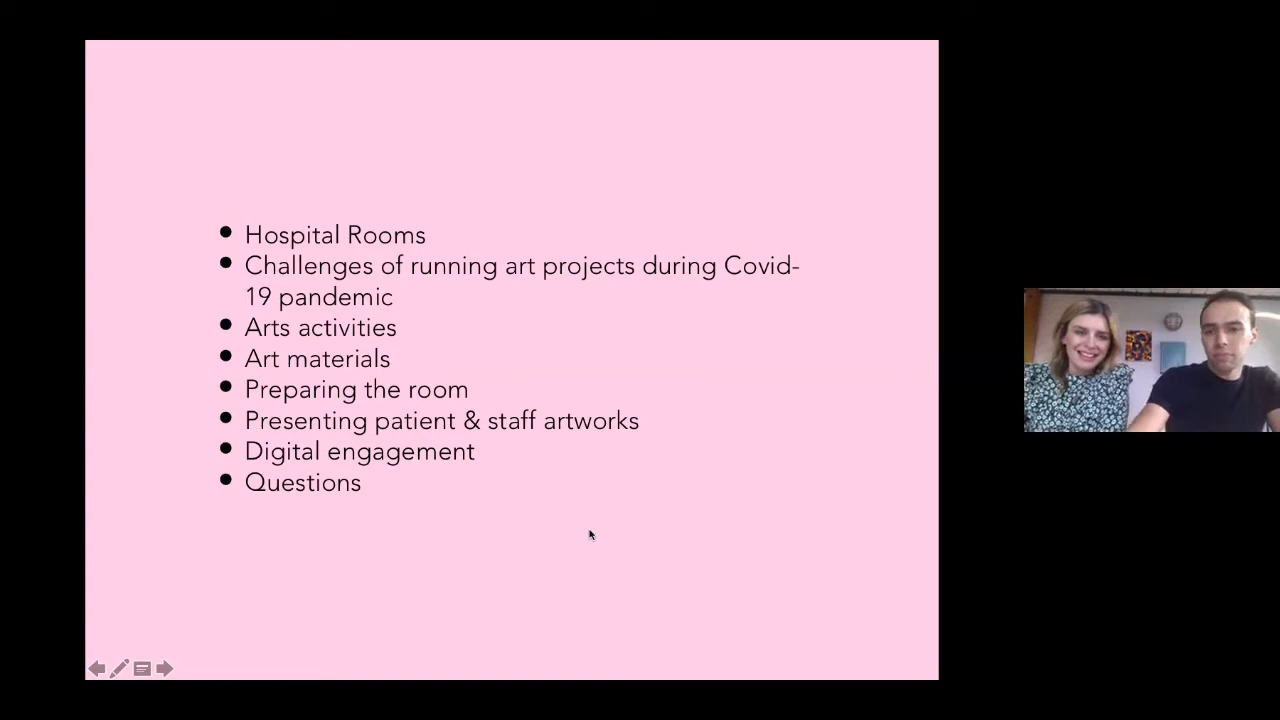 • Hospital Rooms
• Challenges of running art projects during Covid-
19 pandemic
• Arts activities
• Art materials
• Preparing the room
• Presenting patient & staff artworks
• Digital engagement
• Questions